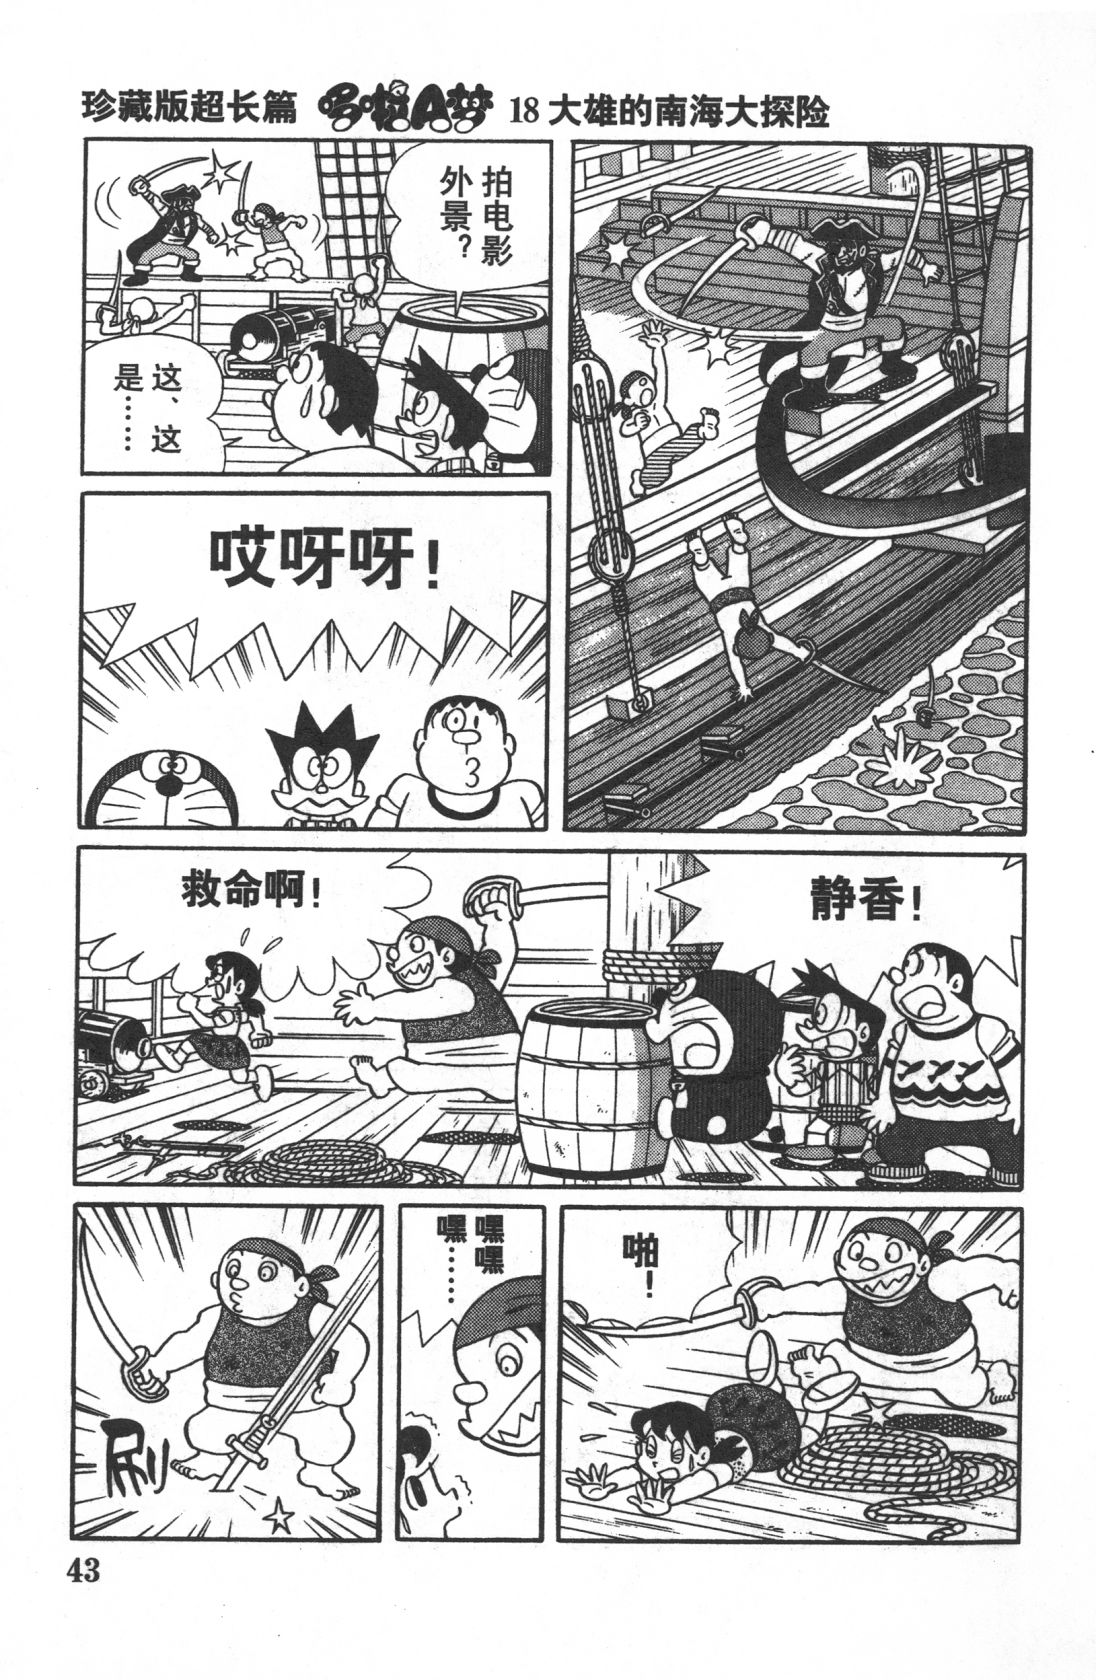 珍藏版超长篇 哆啦A梦 18 大雄的南海大探险
拍电影
外景？
这、这
是……
哎呀呀！
静香！
救命啊！
啪！
嘿嘿
嘿……
刷
43